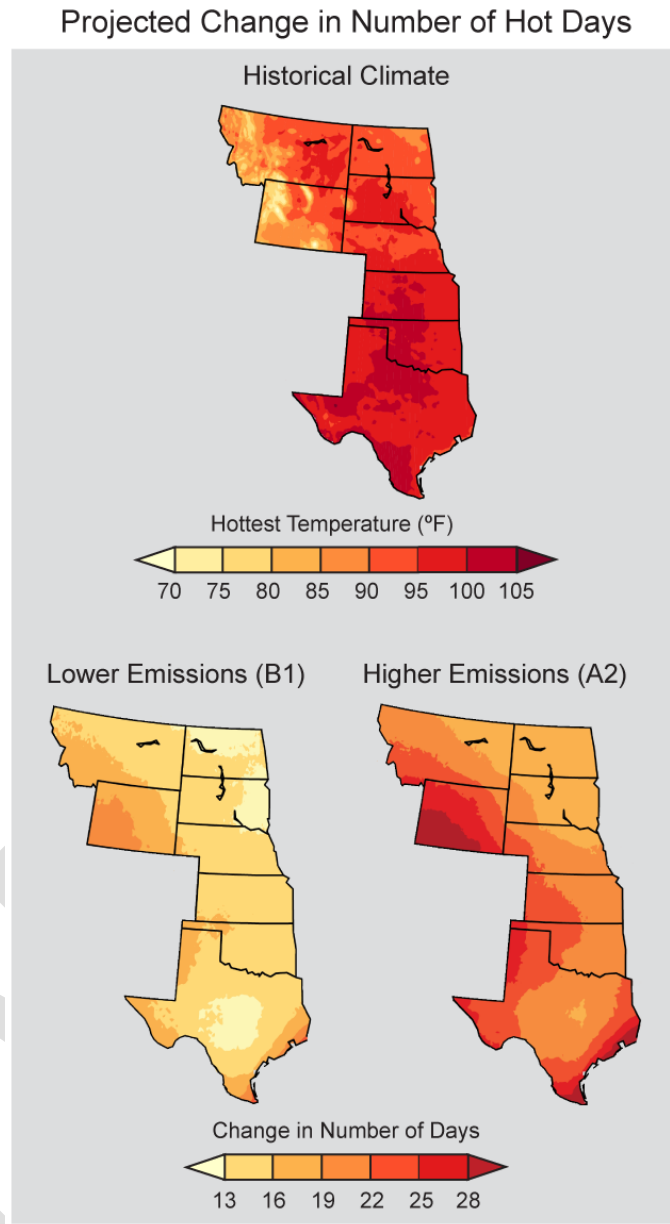 Projected Change in Number of Hot Days
Historical Climate
Hottest Temperature (ºF)
70 75 80 85 90 95 100 105
Lower Emissions (B1) Higher Emissions (A2)
Change in Number of Days
13 16 19 22 25 28